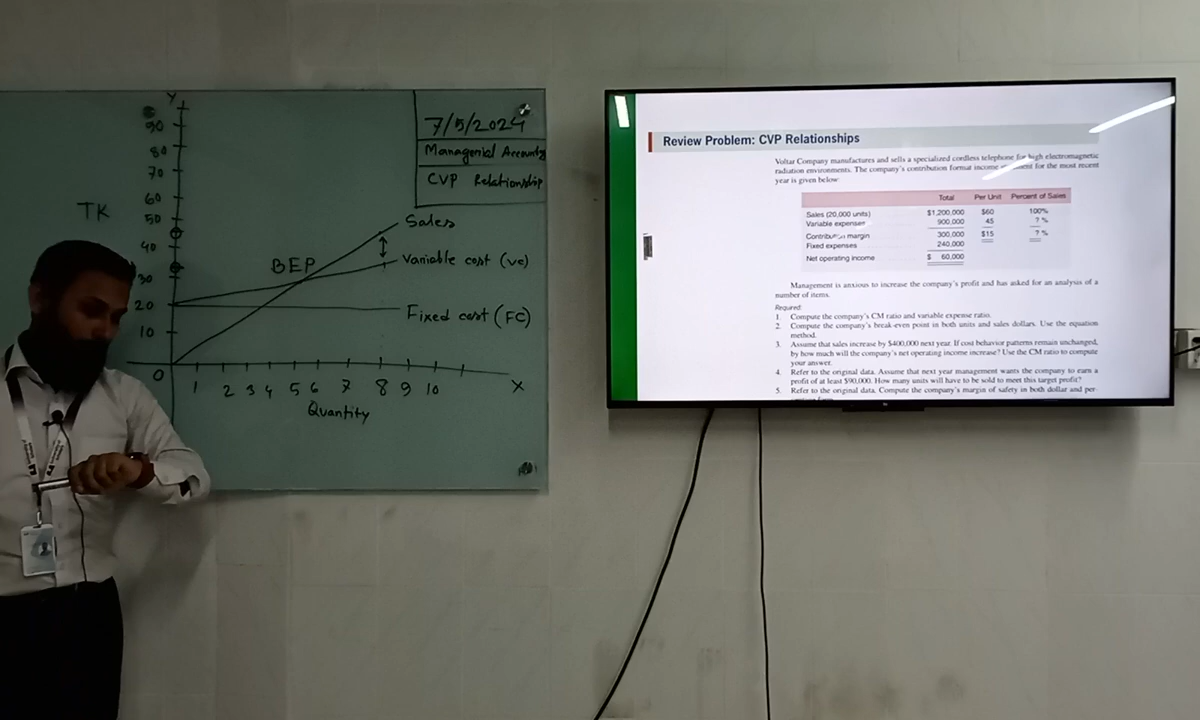 7/5/2024
Managerial Accounting
CVP Relationship
Y
90
80
70
60
50
40
30
20
10
0
TK
Sales
BEP
Variable cost (vc)
Fixed cost (FC)
1 2 3 4 5 6 7 8 9 10
X
Quantity
Review Problem: CVP Relationships
Voltar Company manufactures and sells a specialized cordless telephone for high electromagnetic
radiation environments. The company's contribution format income for the most recent
year is given below
Total Per Unit Percent of Sales
Sales (20,000 units) $1,200,000 $60 100%
Variable expenses 900,000 45 ? %
Contribution margin 300,000 $15 ? %
Fixed expenses 240,000
Net operating income $ 60,000
Management is anxious to increase the company's profit and has asked for an analysis of a
number of items.
Required:
1. Compute the company's CM ratio and variable expense ratio.
2. Compute the company's break-even point in both units and sales dollars. Use the equation
method.
3. Assume that sales increase by $400,000 next year. If cost behavior patterns remain unchanged,
by how much will the company's net operating income increase? Use the CM ratio to compute
your answer.
4. Refer to the original data. Assume that next year management wants the company to earn a
profit of at least $90,000. How many units will have to be sold to meet this target profit?
5. Refer to the original data. Compute the company's margin of safety in both dollar and per-